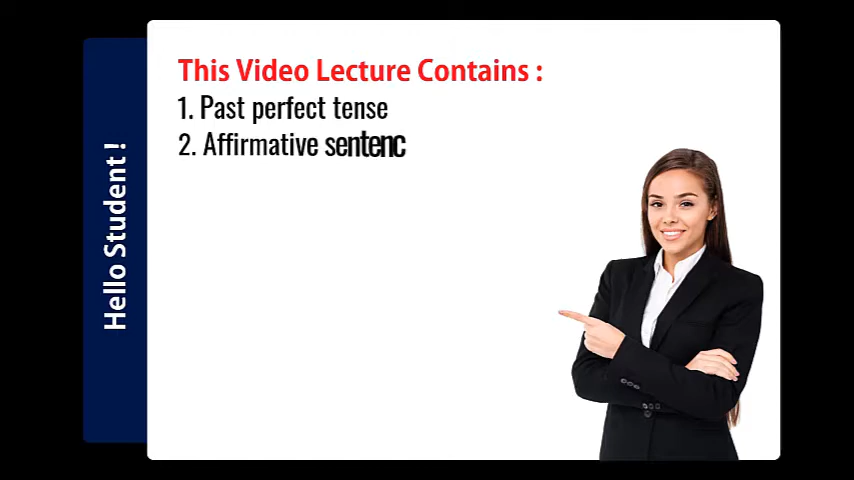 Hello Student !
This Video Lecture Contains :
1. Past perfect tense
2. Affirmative sentenc